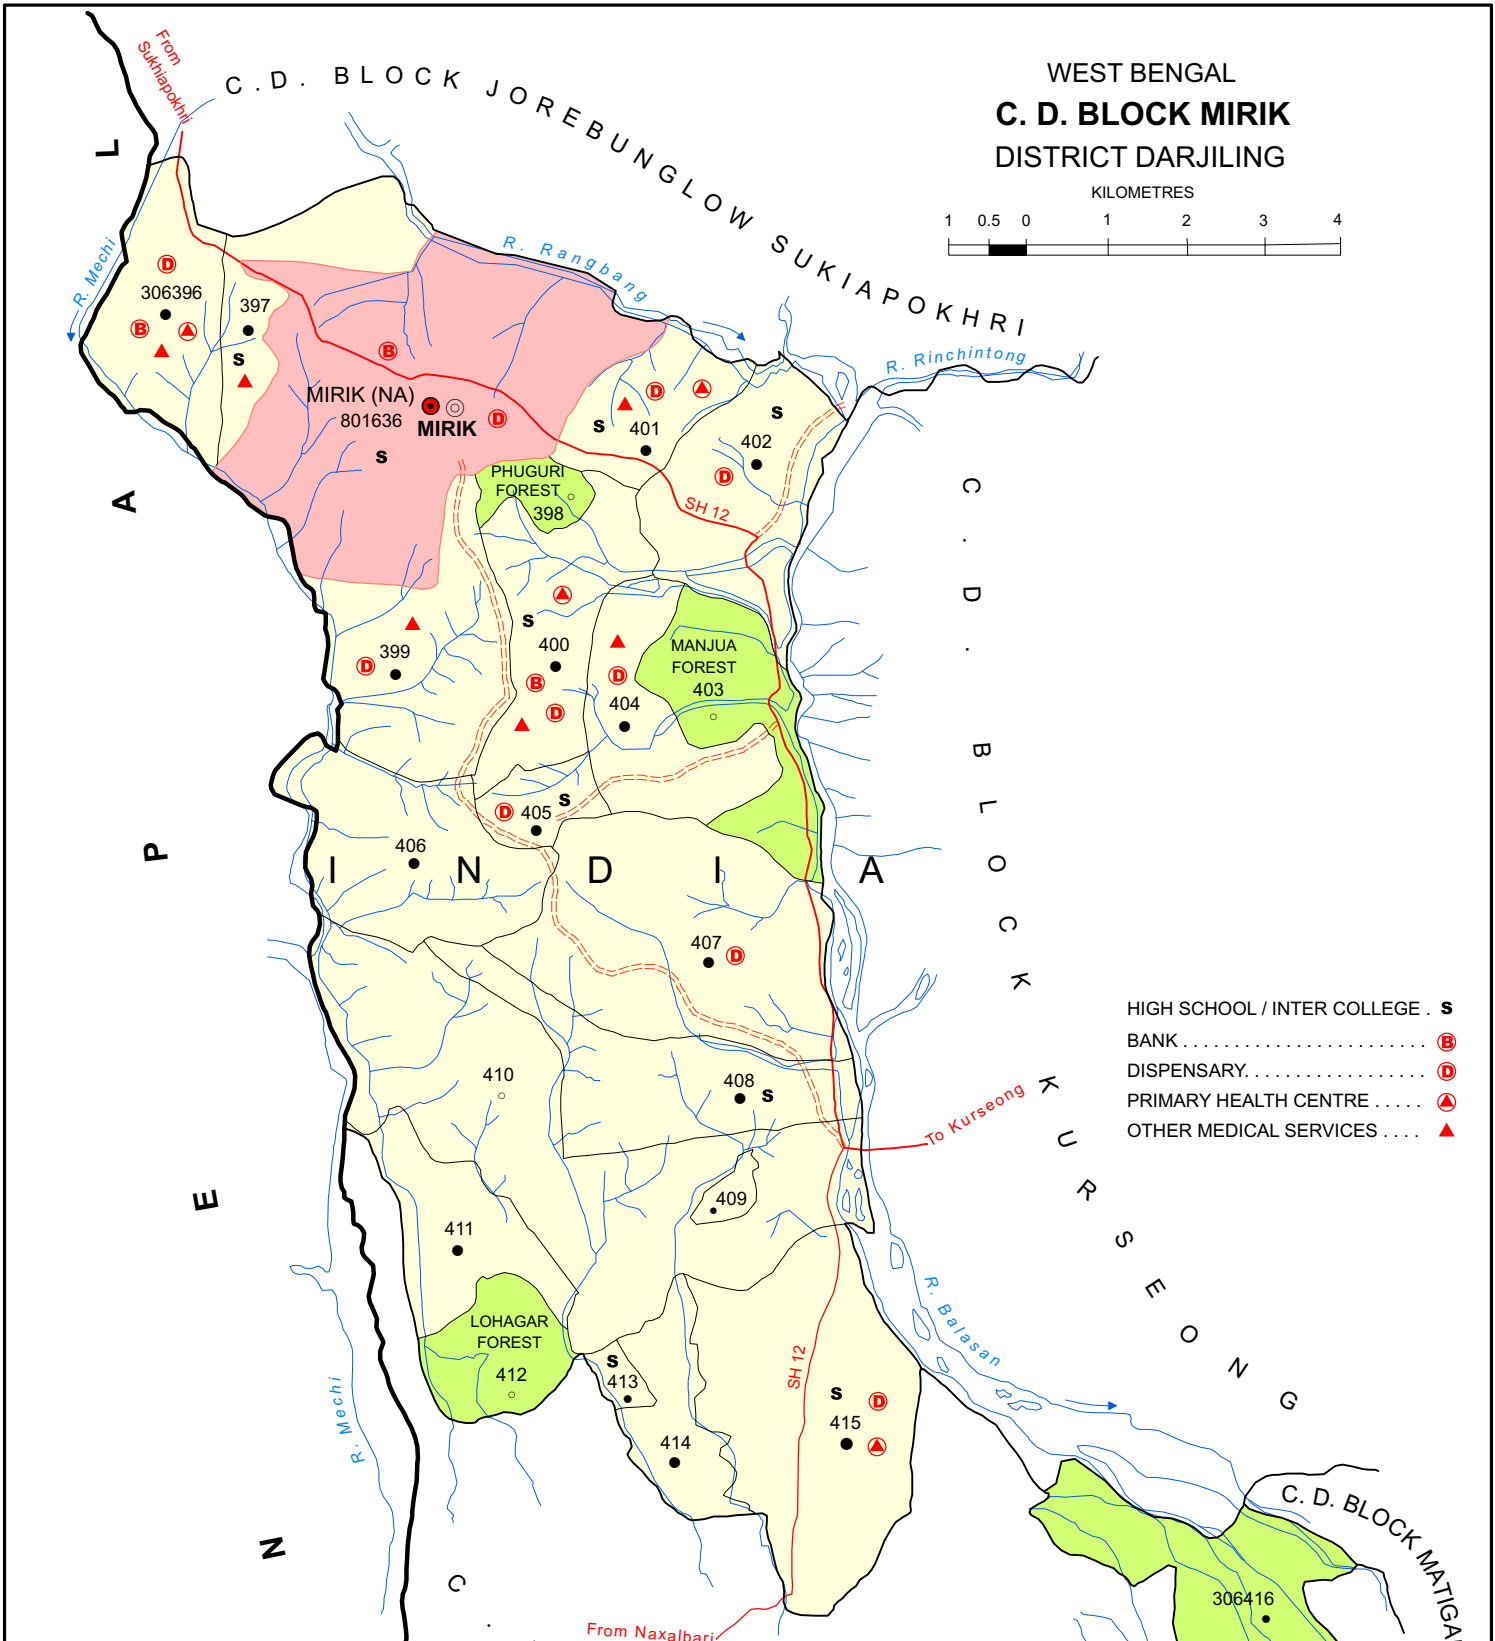 WEST BENGAL
C. D. BLOCK MIRIK
DISTRICT DARJILING
KILOMETRES
1 0.5 0 1 2 3 4
From
Sukhiapokhri
C.D. BLOCK JOREBUNGLOW SUKIAPOKHRI
R. Mechi
R. Rangbang
R. Rinchintong
D
306396
397
B
S
B
MIRIK (NA)
801636
MIRIK
D
S
D
S
401
S
402
D
SH 12
PHUGURI
FOREST
398
S
400
B
D
399
D
D
404
MANJUA
FOREST
403
D
405
S
406
INDIA
407
D
408
S
409
410
411
LOHAGAR
FOREST
412
S
413
414
S
D
415
SH 12
To Kurseong
From Naxalbari
R. Mechi
R. Balasan
NEPAL
C.D. BLOCK KURSEONG
HIGH SCHOOL / INTER COLLEGE . S
BANK . . . . . . . . . . . . . . . . . . . . . . . . B
DISPENSARY. . . . . . . . . . . . . . . . . . D
PRIMARY HEALTH CENTRE . . . . .
OTHER MEDICAL SERVICES . . . .
C. D. BLOCK MATIGA
306416
C .